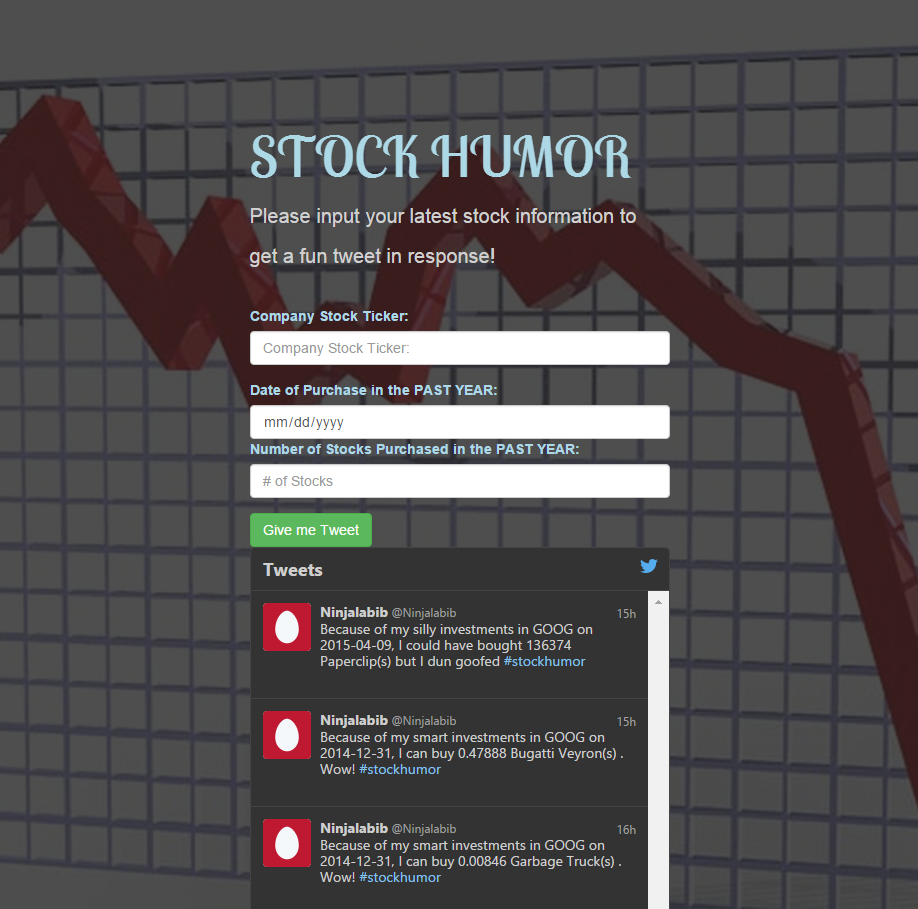 STOCK HUMOR
Please input your latest stock information to
get a fun tweet in response!
Company Stock Ticker:
Company Stock Ticker:
Date of Purchase in the PAST YEAR:
mm/dd/yyyy
Number of Stocks Purchased in the PAST YEAR:
# of Stocks
Give me Tweet
Tweets
Ninjalabib @Ninjalabib 15h
Because of my silly investments in GOOG on
2015-04-09, I could have bought 136374
Paperclip(s) but I dun goofed #stockhumor
Ninjalabib @Ninjalabib 15h
Because of my smart investments in GOOG on
2014-12-31, I can buy 0.47888 Bugatti Veyron(s) .
Wow! #stockhumor
Ninjalabib @Ninjalabib 16h
Because of my smart investments in GOOG on
2014-12-31, I can buy 0.00846 Garbage Truck(s) .
Wow! #stockhumor